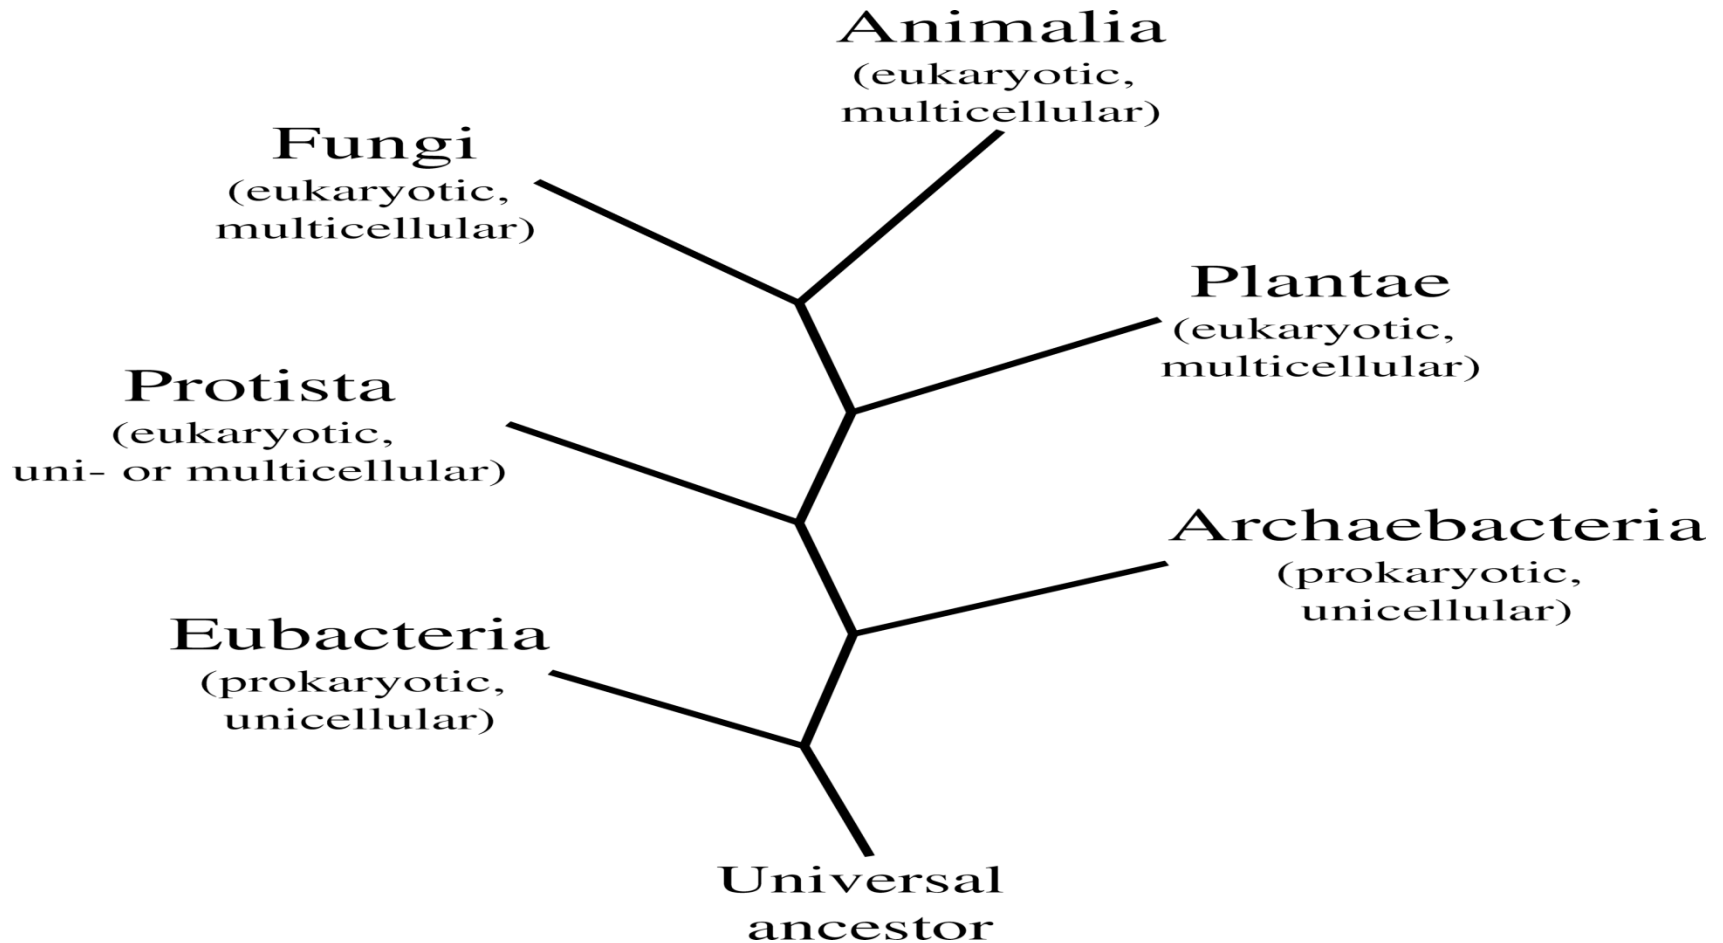 Animalia
(eukaryotic,
multicellular)
Fungi
(eukaryotic,
multicellular)
Plantae
(eukaryotic,
multicellular)
Protista
(eukaryotic,
uni- or multicellular)
Archaebacteria
(prokaryotic,
unicellular)
Eubacteria
(prokaryotic,
unicellular)
Universal
ancestor